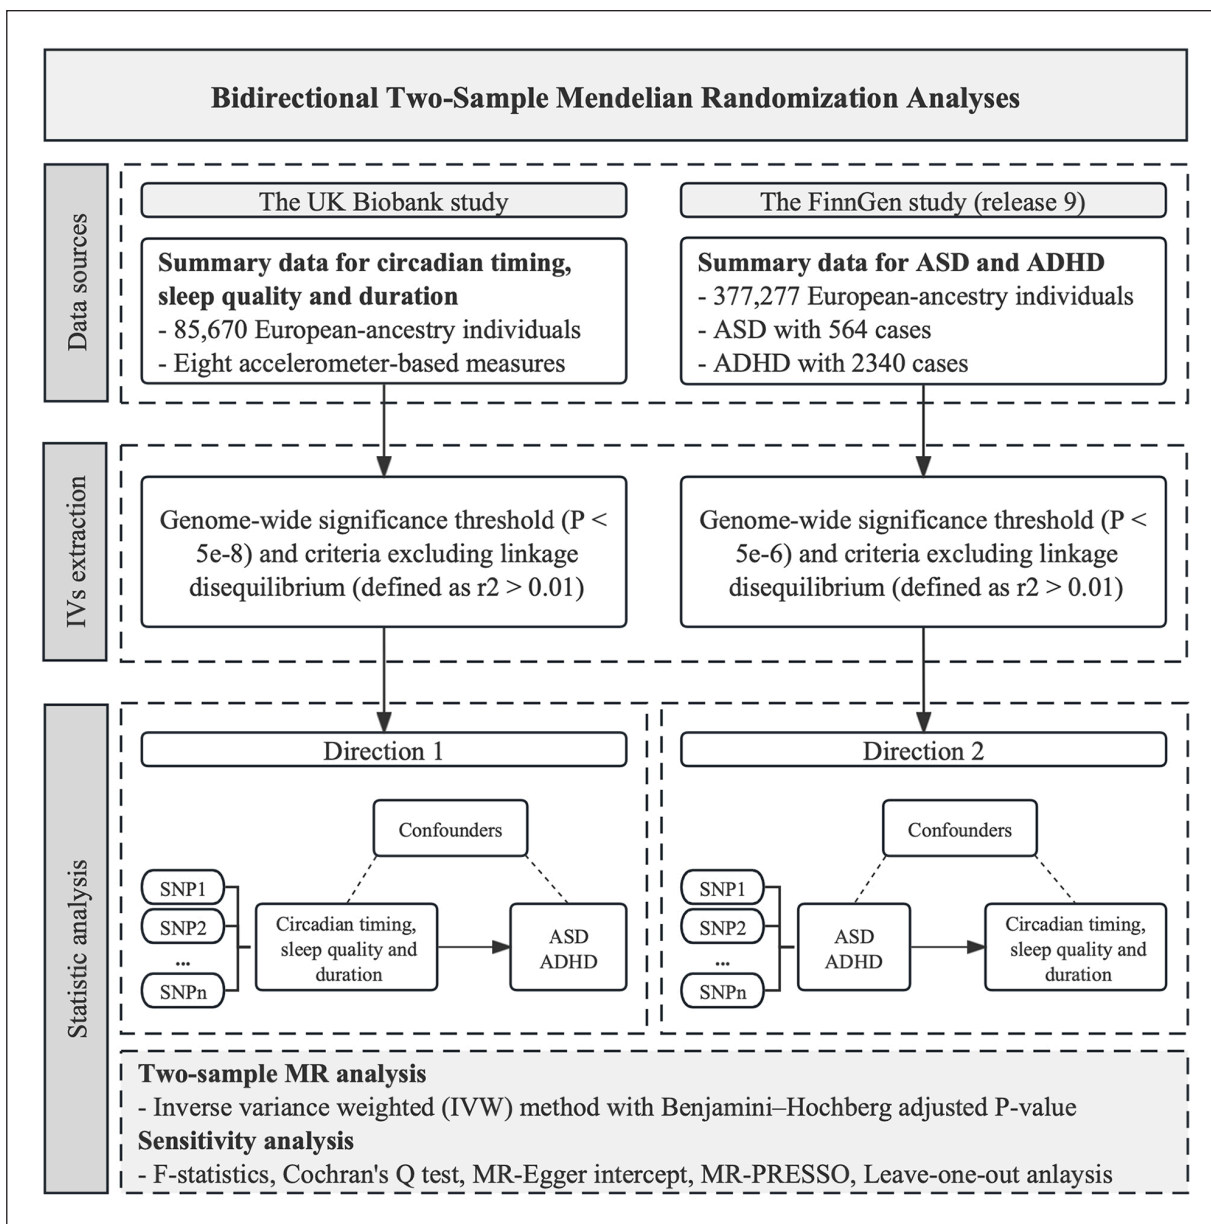 Bidirectional Two-Sample Mendelian Randomization Analyses
Data sources
The UK Biobank study
Summary data for circadian timing,
sleep quality and duration
- 85,670 European-ancestry individuals
- Eight accelerometer-based measures
The FinnGen study (release 9)
Summary data for ASD and ADHD
- 377,277 European-ancestry individuals
- ASD with 564 cases
- ADHD with 2340 cases
IVs extraction
Genome-wide significance threshold (P <
5e-8) and criteria excluding linkage
disequilibrium (defined as r2 > 0.01)
Genome-wide significance threshold (P <
5e-6) and criteria excluding linkage
disequilibrium (defined as r2 > 0.01)
Statistic analysis
Direction 1
Confounders
SNP1
SNP2
...
SNPn
Circadian timing,
sleep quality and
duration
ASD
ADHD
Direction 2
Confounders
SNP1
SNP2
...
SNPn
ASD
ADHD
Circadian timing,
sleep quality and
duration
Two-sample MR analysis
- Inverse variance weighted (IVW) method with Benjamini–Hochberg adjusted P-value
Sensitivity analysis
- F-statistics, Cochran's Q test, MR-Egger intercept, MR-PRESSO, Leave-one-out anlaysis